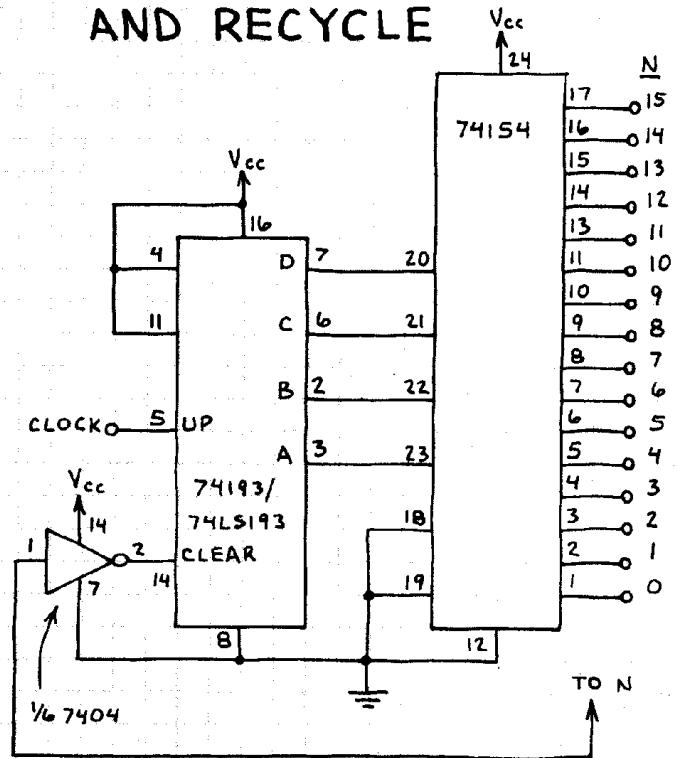 AND RECYCLE
Vcc
24
N
17 15
74154
16 14
15 13
Vcc
14 12
16
13 11
4 D 7 20 11 10
10 9
11 C 6 21 9 8
8 7
B 2 22 7 6
CLOCK 5 UP 6 5
A 3 23 5 4
Vcc 74193/ 4 3
14 74LS193 18 3 2
1 2 CLEAR 2 1
14
7 19 1 0
8 12
TO N
1/6 7404